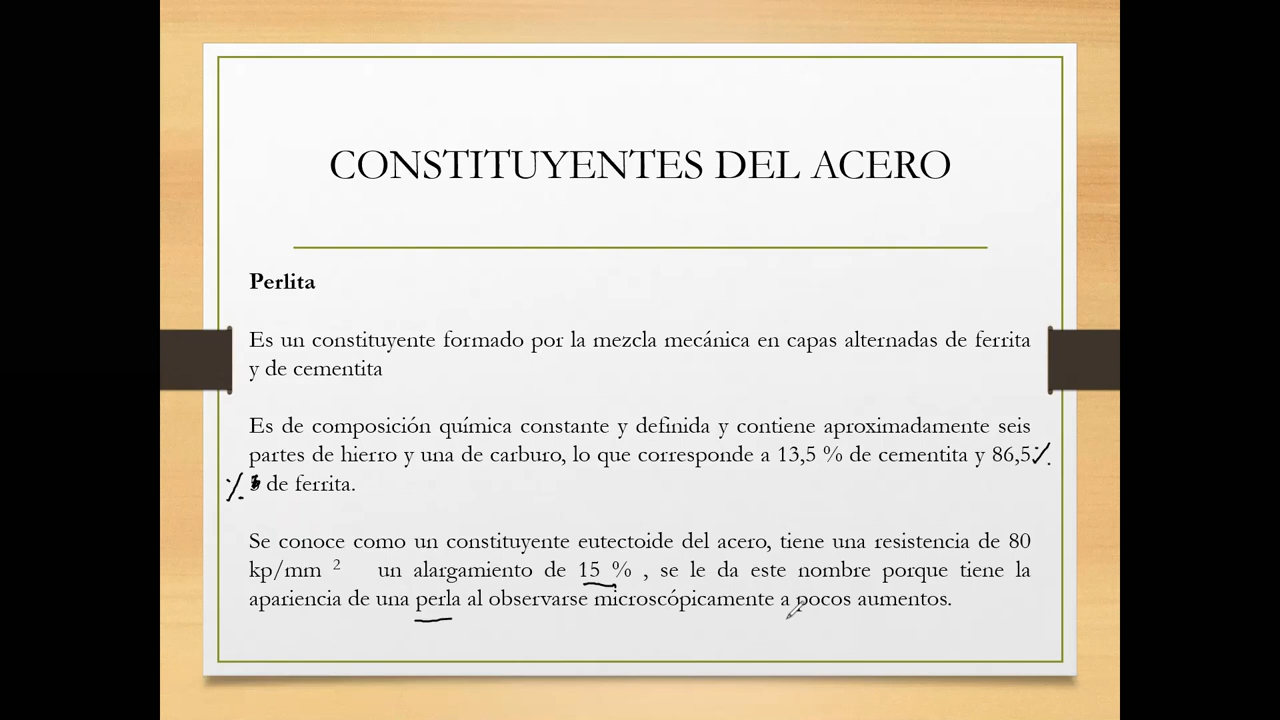 CONSTITUYENTES DEL ACERO
Perlita
Es un constituyente formado por la mezcla mecánica en capas alternadas de ferrita
y de cementita
Es de composición química constante y definida y contiene aproximadamente seis
partes de hierro y una de carburo, lo que corresponde a 13,5 % de cementita y 86,5%
% de ferrita.
Se conoce como un constituyente eutectoide del acero, tiene una resistencia de 80
kp/mm ² un alargamiento de 15 % , se le da este nombre porque tiene la
apariencia de una perla al observarse microscópicamente a pocos aumentos.